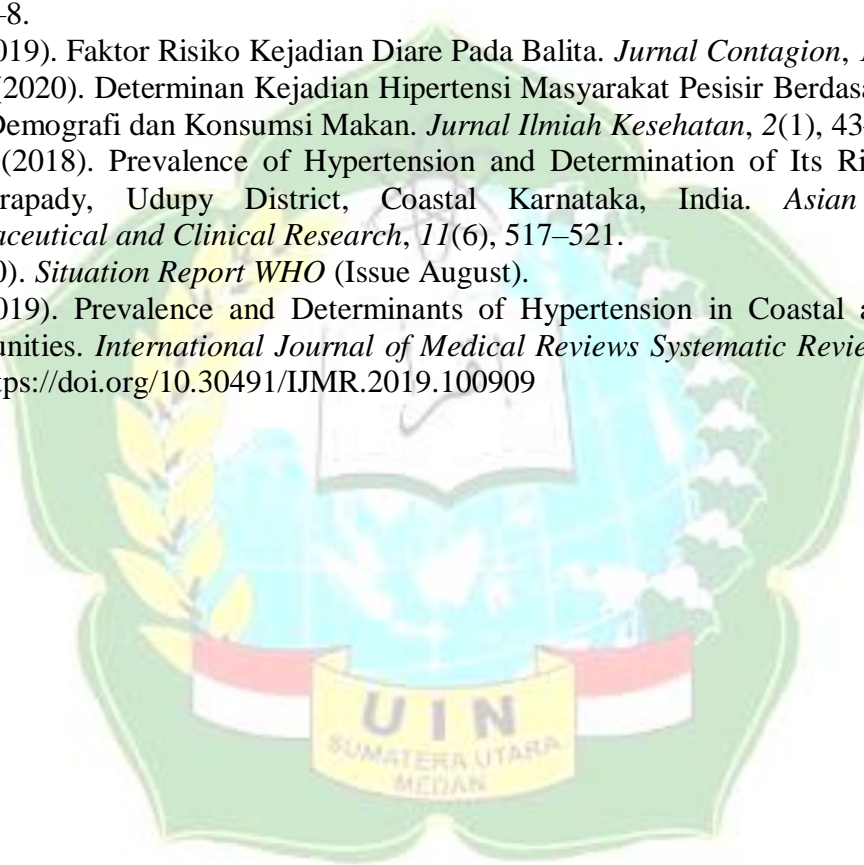 –8.
019). Faktor Risiko Kejadian Diare Pada Balita. Jurnal Contagion,
(2020). Determinan Kejadian Hipertensi Masyarakat Pesisir
Demografi dan Konsumsi Makan. Jurnal Ilmiah Kesehatan, 2(1), 43
(2018). Prevalence of Hypertension and Determination of Its
rapady, Udupy District, Coastal Karnataka, India. Asian
aceutical and Clinical Research, 11(6), 517–521.
0). Situation Report WHO (Issue August).
019). Prevalence and Determinants of Hypertension in Coastal
unities. International Journal of Medical Reviews Systematic
tps://doi.org/10.30491/IJMR.2019.100909
UIN
SUMATERA UTARA
MEDAN